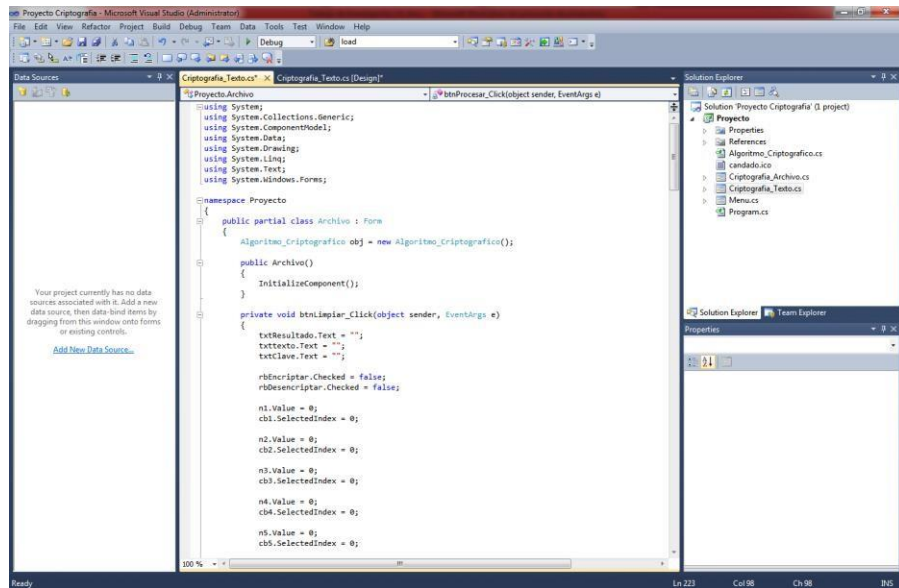 Proyecto Criptografia - Microsoft Visual Studio (Administrator)
File Edit View Refactor Project Build Debug Team Data Tools Test Window Help
Debug load
Data Sources
Your project currently has no data
sources associated with it. Add a new
data source, then data-bind items by
dragging from this window onto forms
or existing controls.
Add New Data Source...
Criptografia_Texto.cs* Criptografia_Texto.cs [Design]*
Proyecto.Archivo btnProcesar_Click(object sender, EventArgs e)
using System;
using System.Collections.Generic;
using System.ComponentModel;
using System.Data;
using System.Drawing;
using System.Linq;
using System.Text;
using System.Windows.Forms;
namespace Proyecto
{
public partial class Archivo : Form
{
Algoritmo_Criptografico obj = new Algoritmo_Criptografico();
public Archivo()
{
InitializeComponent();
}
private void btnLimpiar_Click(object sender, EventArgs e)
{
txtResultado.Text = "";
txttexto.Text = "";
txtClave.Text = "";
rbEncriptar.Checked = false;
rbDesencriptar.Checked = false;
n1.Value = 0;
cb1.SelectedIndex = 0;
n2.Value = 0;
cb2.SelectedIndex = 0;
n3.Value = 0;
cb3.SelectedIndex = 0;
n4.Value = 0;
cb4.SelectedIndex = 0;
n5.Value = 0;
cb5.SelectedIndex = 0;
100 %
Solution Explorer
Solution 'Proyecto Criptografia' (1 project)
Proyecto
Properties
References
Algoritmo_Criptografico.cs
candado.ico
Criptografia_Archivo.cs
Criptografia_Texto.cs
Menu.cs
Program.cs
Solution Explorer Team Explorer
Properties
Ready Ln 223 Col 98 Ch 98 INS